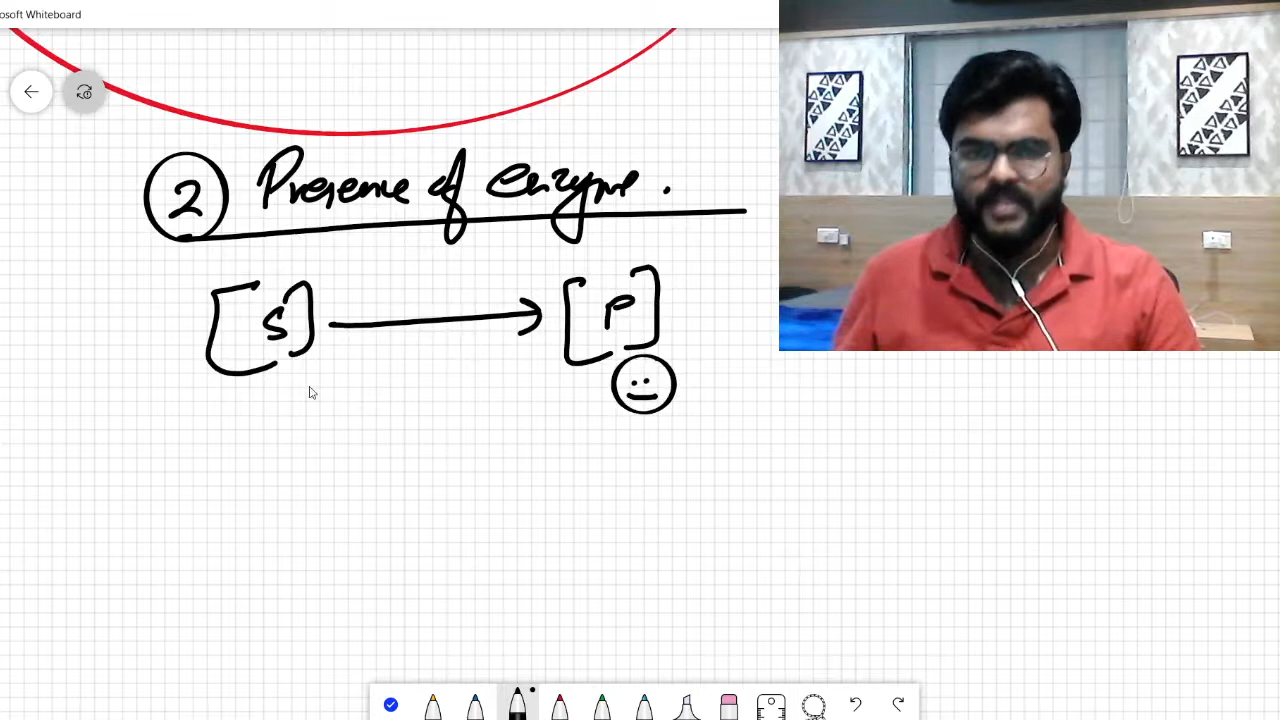 osoft Whiteboard
2 Presence of enzyme.
[S] → [P]